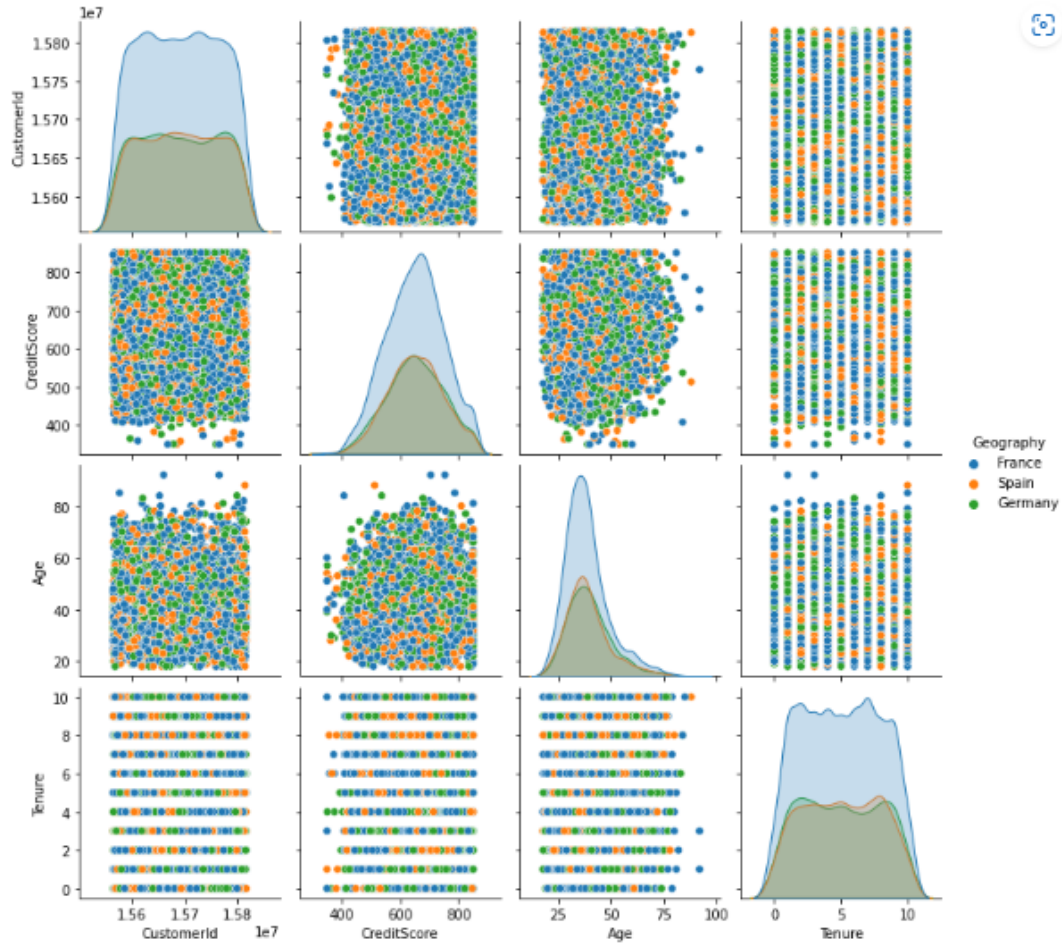 1e7
1.580
1.575
1.570
1.565
1.560
CustomerId
800
700
600
500
400
CreditScore
Geography
France
Spain
Germany
80
60
40
20
Age
10
8
6
4
2
0
Tenure
1.56 1.57 1.58 400 600 800 25 50 75 100 0 5 10
CustomerId 1e7 CreditScore Age Tenure